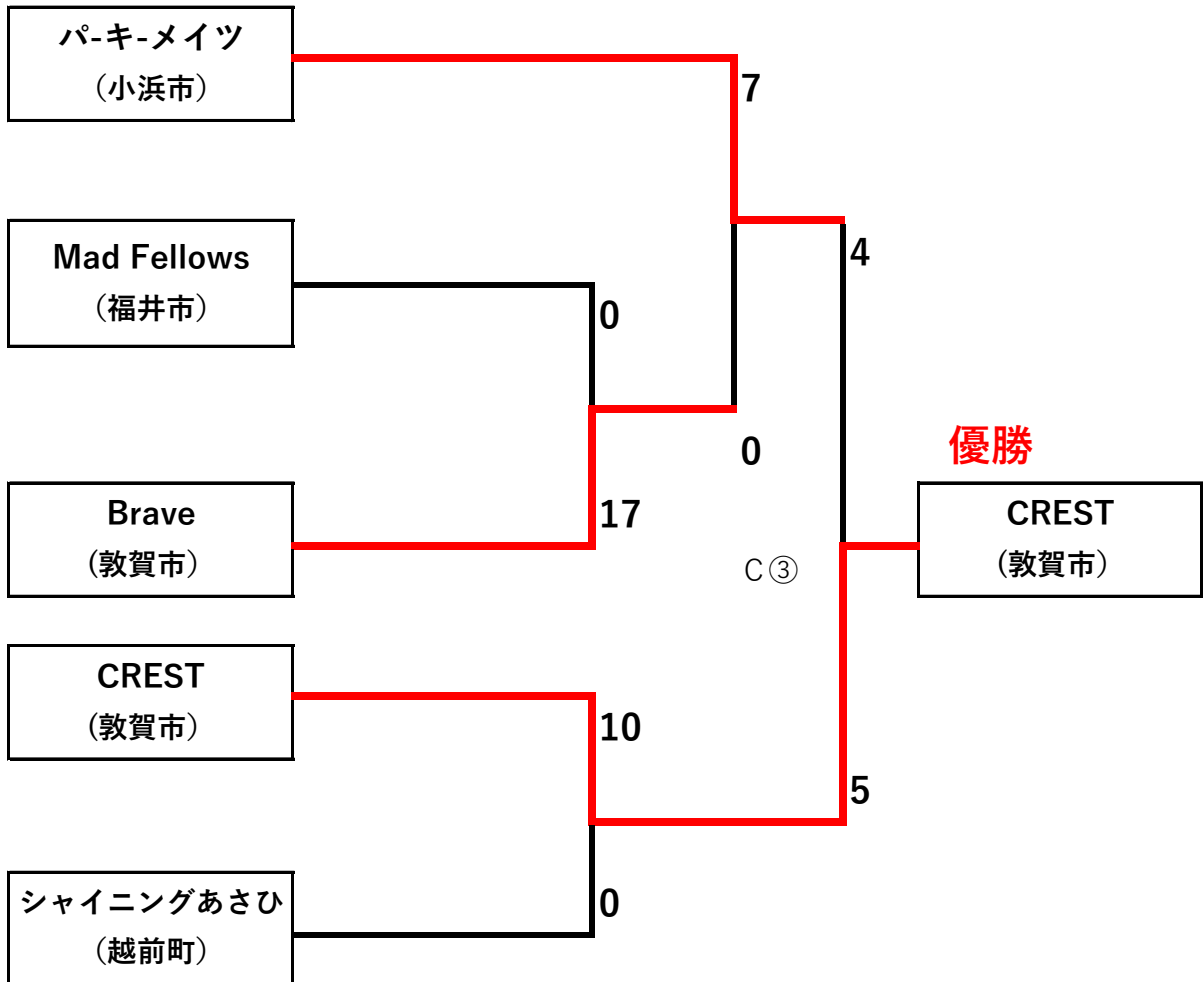 パ-キ-メイツ
（小浜市）
7
Mad Fellows
（福井市）
4
0
0
優勝
Brave
(敦賀市）
17
CREST
(敦賀市）
C③
CREST
(敦賀市）
10
5
シャイニングあさひ
（越前町）
0